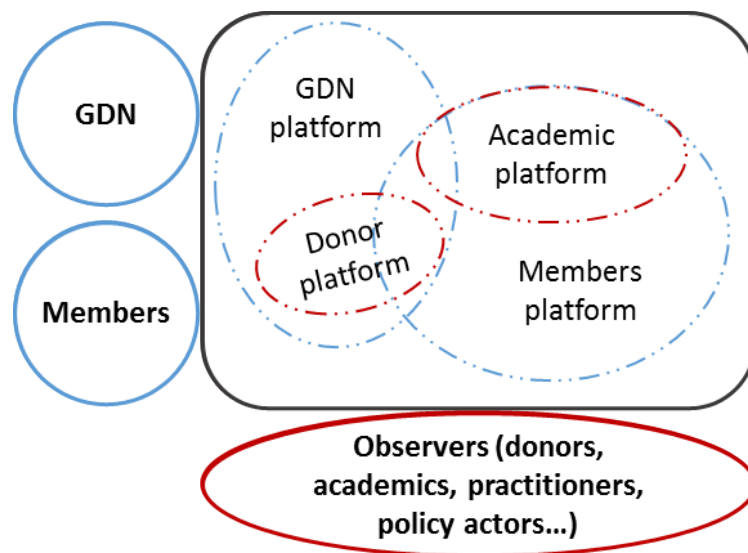 GDN
Members
GDN
platform
Academic
platform
Donor
platform
Members
platform
Observers (donors,
academics, practitioners,
policy actors...)